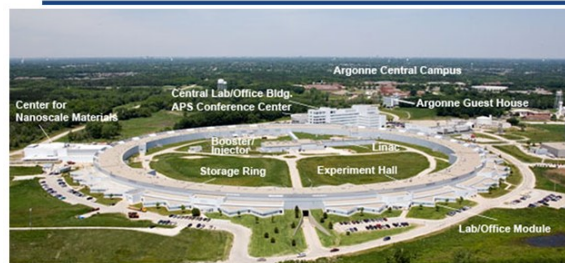 Argonne Central Campus
Central Lab/Office Bldg.
APS Conference Center
Argonne Guest House
Center for
Nanoscale Materials
Booster/
Injector
Linac
Storage Ring
Experiment Hall
Lab/Office Module